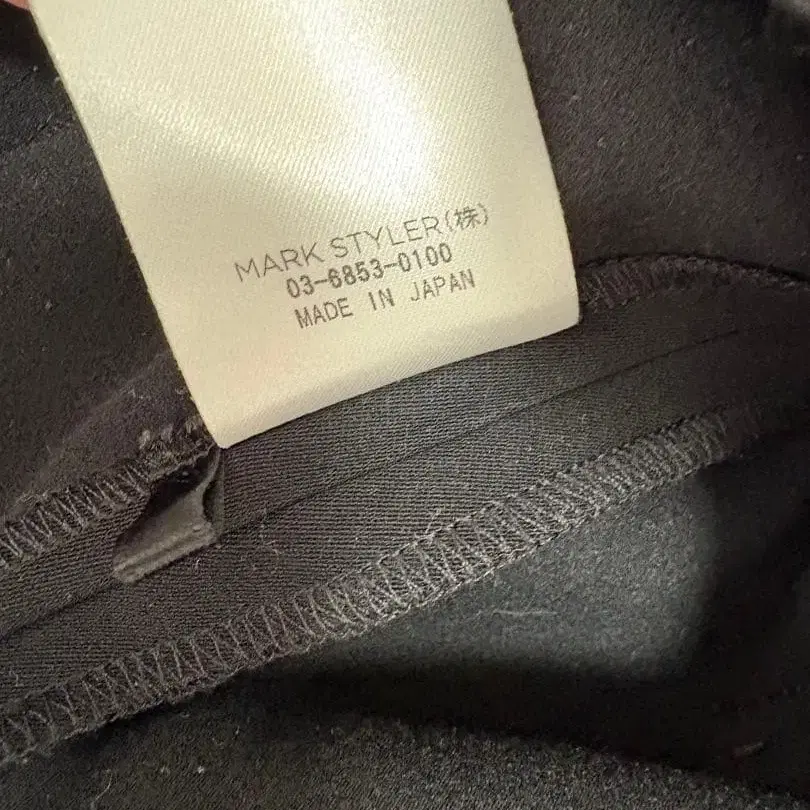 MARK STYLER(株)
03-6853-0100
MADE IN JAPAN